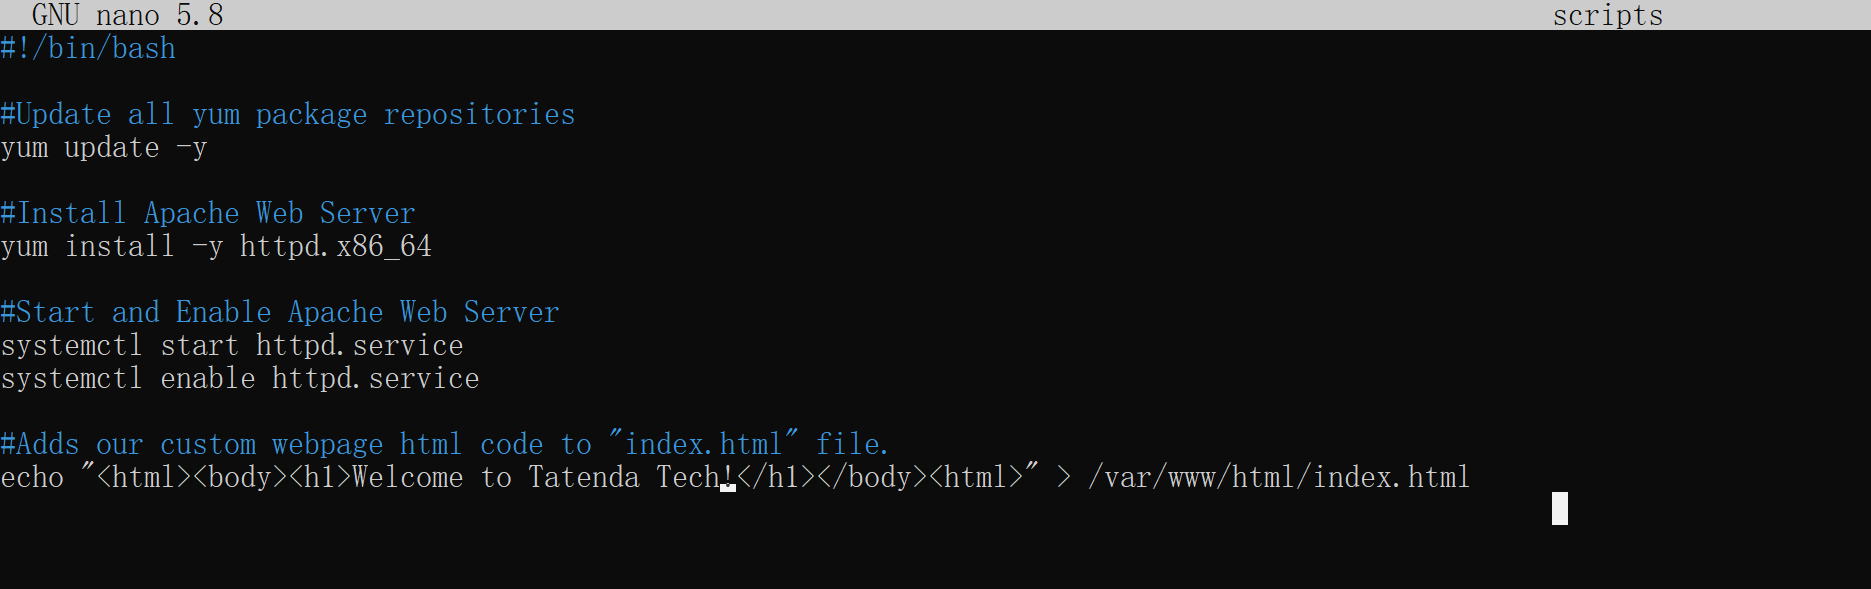 GNU nano 5.8 scripts
#!/bin/bash
#Update all yum package repositories
yum update -y
#Install Apache Web Server
yum install -y httpd.x86_64
#Start and Enable Apache Web Server
systemctl start httpd.service
systemctl enable httpd.service
#Adds our custom webpage html code to "index.html" file.
echo "<html><body><h1>Welcome to Tatenda Tech!</h1></body><html>" > /var/www/html/index.html